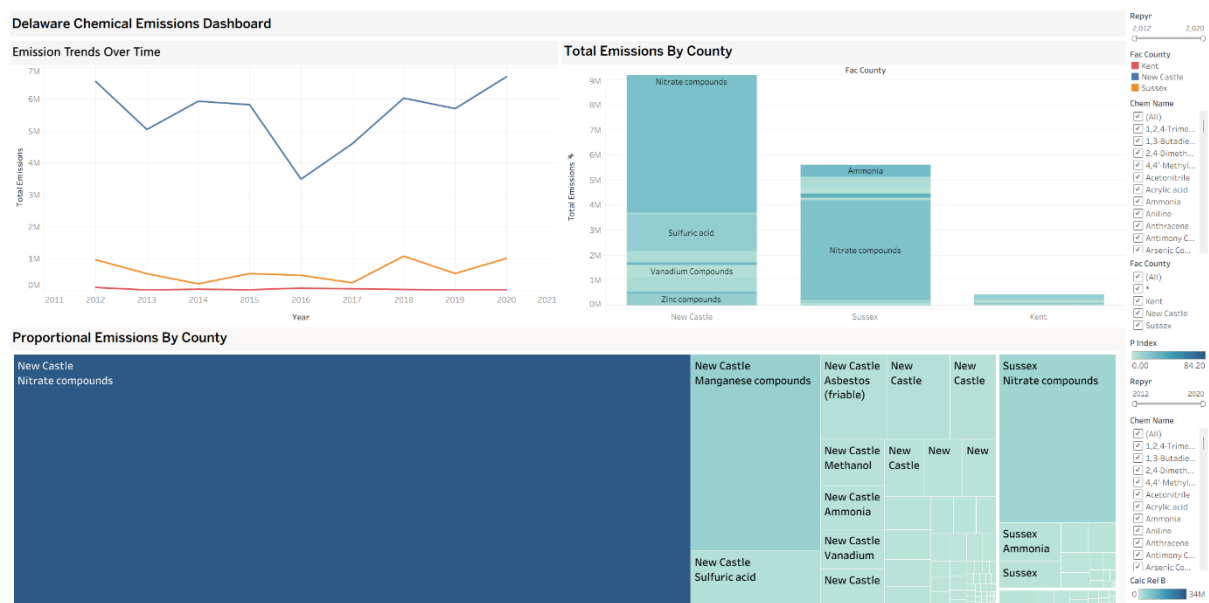 Delaware Chemical Emissions Dashboard
Emission Trends Over Time
7M
6M
5M
4M
3M
2M
1M
0M
Total Emissions
2011 2012 2013 2014 2015 2016 2017 2018 2019 2020 2021
Year
Total Emissions By County
Fac County
9M
8M
7M
6M
5M
4M
3M
2M
1M
0M
Total Emissions
Nitrate compounds
Sulfuric acid
Vanadium Compounds
Zinc compounds
Ammonia
Nitrate compounds
New Castle Sussex Kent
Proportional Emissions By County
New Castle
Nitrate compounds
New Castle
Manganese compounds
New Castle
Sulfuric acid
New Castle
Asbestos
(friable)
New
Castle
New
Castle
New Castle
Methanol
New
Castle
New
New
New Castle
Ammonia
New Castle
Vanadium
New Castle
Sussex
Nitrate compounds
Sussex
Ammonia
Sussex
Repyr
2,012 2,020
Fac County
Kent
New Castle
Sussex
Chem Name
(All)
1,2,4-Trime...
1,3-Butadie...
2,4-Dimeth...
4,4'-Methyl...
Acetonitrile
Acrylic acid
Ammonia
Aniline
Anthracene
Antimony C...
Arsenic Co...
Fac County
(All)
*
Kent
New Castle
Sussex
P Index
0.00 84.20
Repyr
2012 2020
Chem Name
(All)
1,2,4-Trime...
1,3-Butadie...
2,4-Dimeth...
4,4'-Methyl...
Acetonitrile
Acrylic acid
Ammonia
Aniline
Anthracene
Antimony C...
Arsenic Co...
Calc Rel B
0 34M